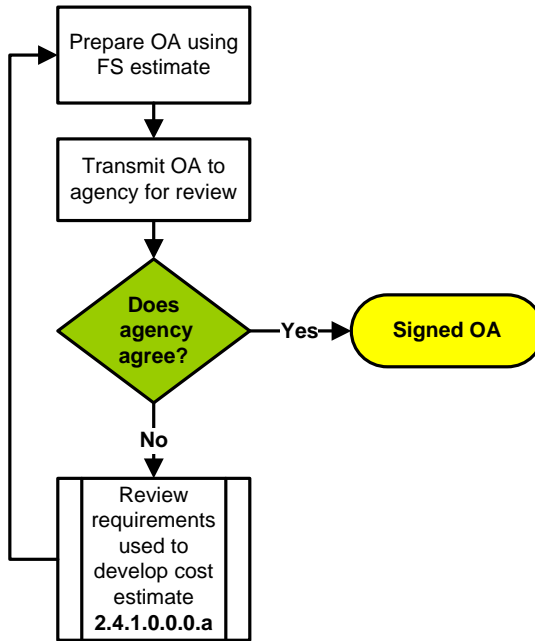 Prepare OA using
FS estimate
Transmit OA to
agency for review
Does
agency
agree?
Yes
Signed OA
No
Review
requirements
used to
develop cost
estimate
2.4.1.0.0.0.a